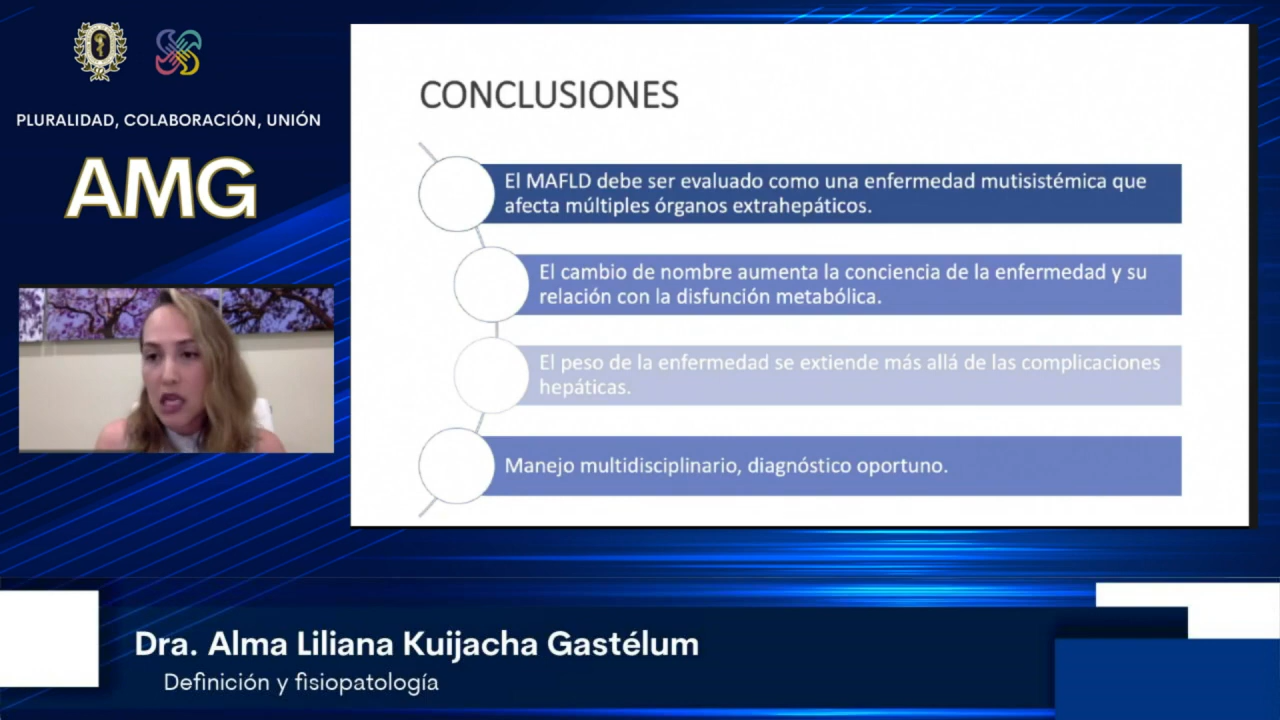 PLURALIDAD, COLABORACIÓN, UNIÓN
AMG
CONCLUSIONES
El MAFLD debe ser evaluado como una enfermedad mutisistémica que
afecta múltiples órganos extrahepáticos.
El cambio de nombre aumenta la conciencia de la enfermedad y su
relación con la disfunción metabólica.
El peso de la enfermedad se extiende más allá de las complicaciones
hepáticas.
Manejo multidisciplinario, diagnóstico oportuno.
Dra. Alma Liliana Kuijacha Gastélum
Definición y fisiopatología